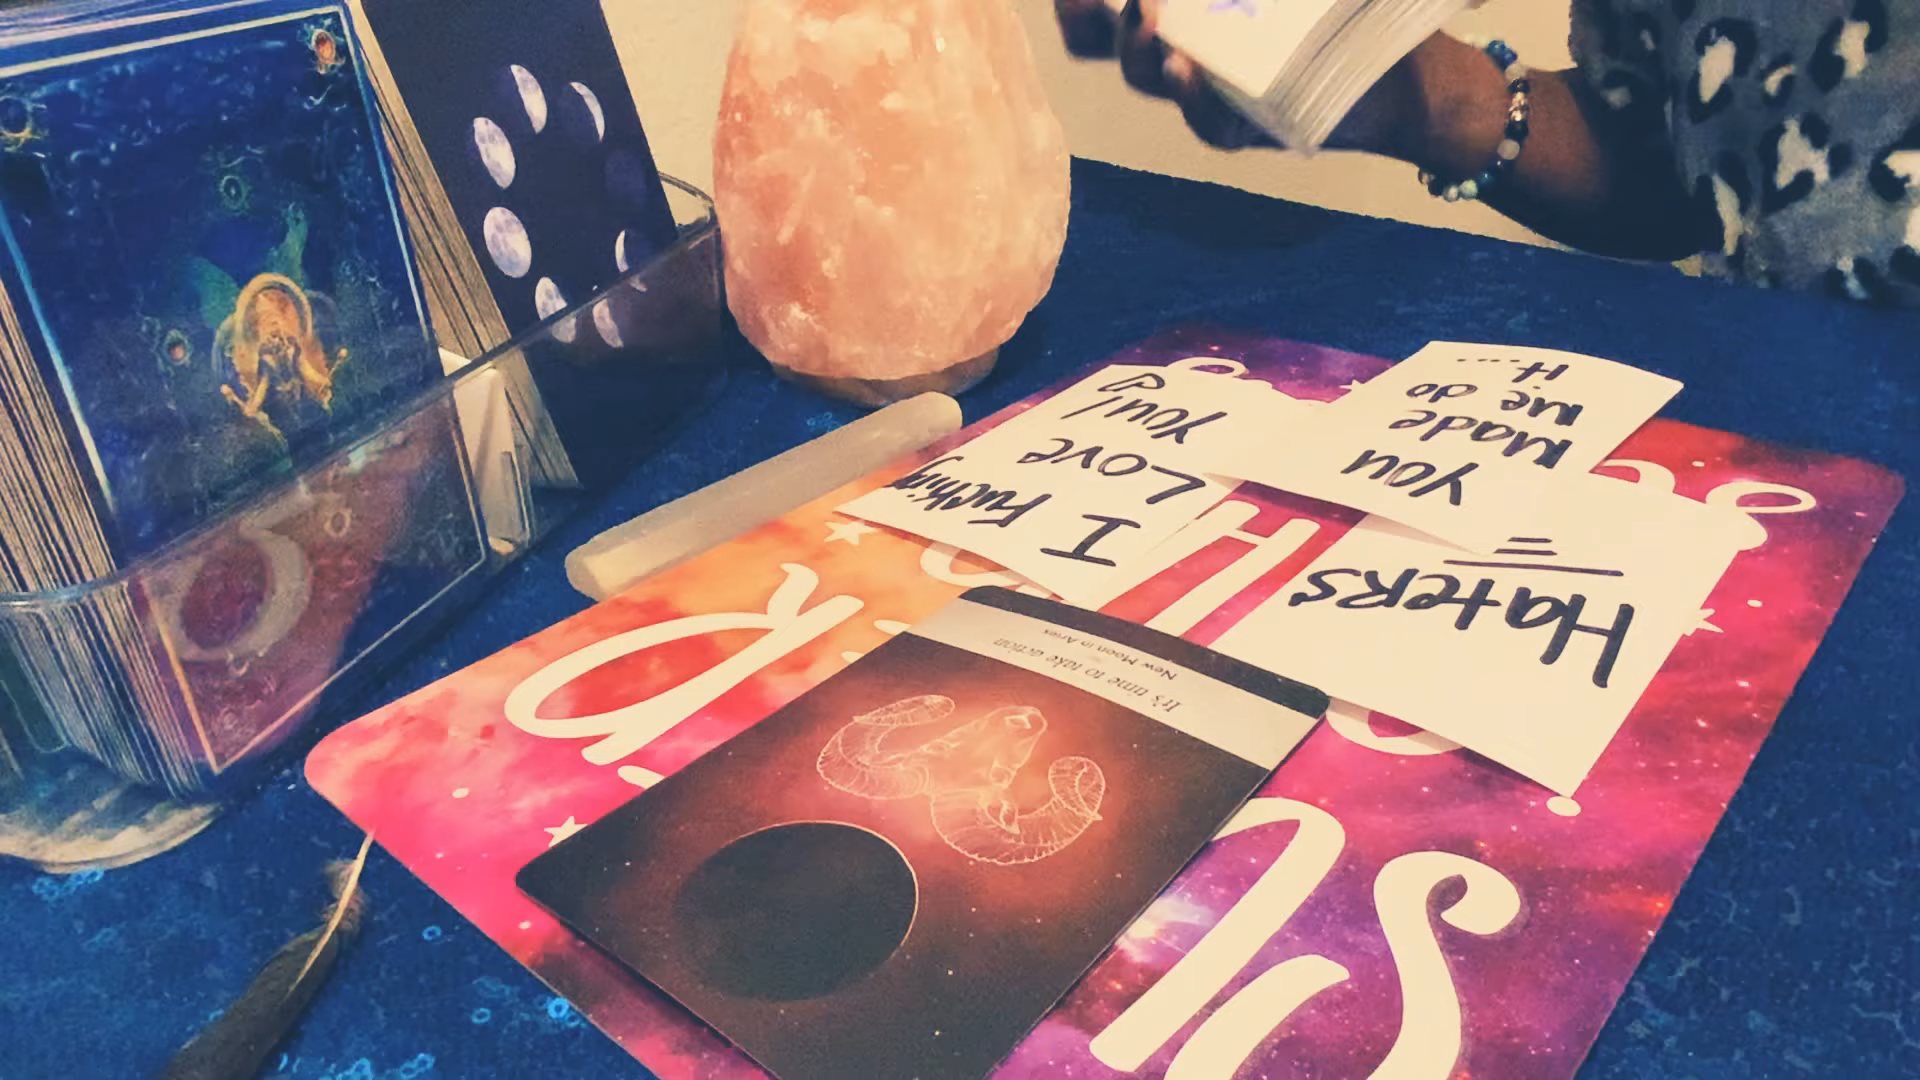 I Fucking
Love
You!
You
Made
Me do
it....
Haters
It's time to take action
New Moon in Aries